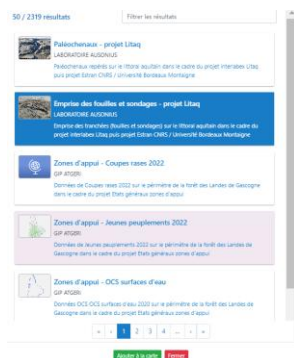 50 / 2319 résultats
Filtrer les résultats
Paléochenaux - projet Litaq
LABORATOIRE AUSONIUS
Paléochenaux repérés sur le littoral aquitain dans le cadre du projet interlabex Litaq
puis projet Estran CNRS / Université Bordeaux Montaigne
Emprise des fouilles et sondages - projet Litaq
LABORATOIRE AUSONIUS
Emprise des tranchées (fouilles et sondages) sur le littoral aquitain dans le cadre du
projet interlabex Litaq puis projet Estran CNRS / Université Bordeaux Montaigne
Zones d'appui - Coupes rases 2022
GIP ATGERI
Données de Coupes rases 2022 sur le périmètre de la forêt des Landes de Gascogne
dans le cadre du projet Etats généraux zones d'appui
Zones d'appui - Jeunes peuplements 2022
GIP ATGERI
Données de Jeunes peuplements 2022 sur le périmètre de la forêt des Landes de
Gascogne dans le cadre du projet Etats généraux zones d'appui
Zones d'appui - OCS surfaces d'eau
GIP ATGERI
Données OCS OCS surfaces d'eau 2020 sur le périmètre de la forêt des Landes de
Gascogne dans le cadre du projet Etats généraux zones d'appui
« ‹ 1 2 3 4 ... › »
Ajouter à la carte Fermer